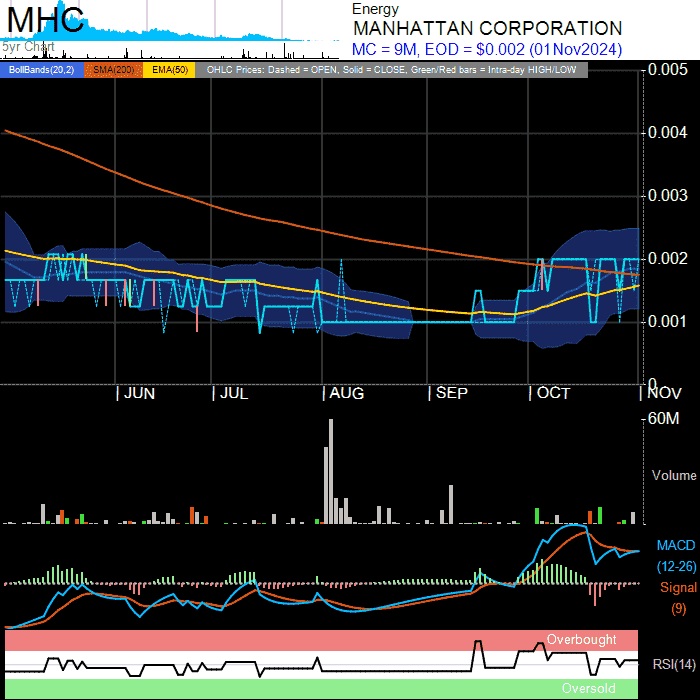 MHC
5yr Chart
Energy
MANHATTAN CORPORATION
MC = 9M, EOD = $0.002 (01Nov2024)
BollBands(20,2) SMA(200) EMA(50) OHLC Prices: Dashed = OPEN, Solid = CLOSE, Green/Red bars = Intra-day HIGH/LOW
0.005
0.004
0.003
0.002
0.001
0
| JUN | JUL | AUG | SEP | OCT | NOV
60M
Volume
MACD
(12-26)
Signal
(9)
Overbought
RSI(14)
Oversold